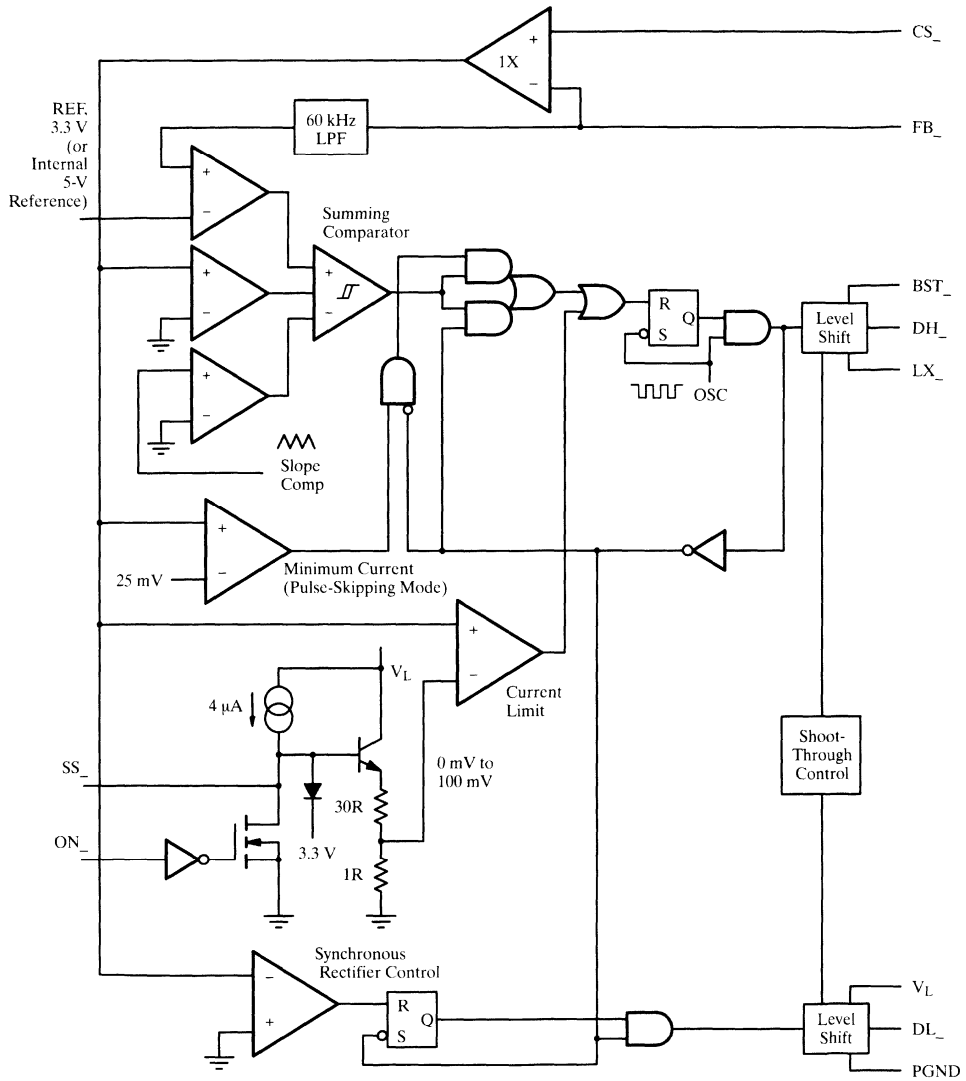 CS_
+
1X
−
REF,
3.3 V
(or
Internal
5-V
Reference)
60 kHz
LPF
FB_
+
−
Summing
Comparator
+
−
+
−
+
−
R
Q
S
OSC
Level
Shift
BST_
DH_
LX_
Slope
Comp
+
−
25 mV
Minimum Current
(Pulse-Skipping Mode)
+
−
Current
Limit
VL
4 μA
0 mV to
100 mV
SS_
30R
3.3 V
ON_
1R
Shoot-
Through
Control
Synchronous
Rectifier Control
−
+
R
Q
S
Level
Shift
VL
DL_
PGND